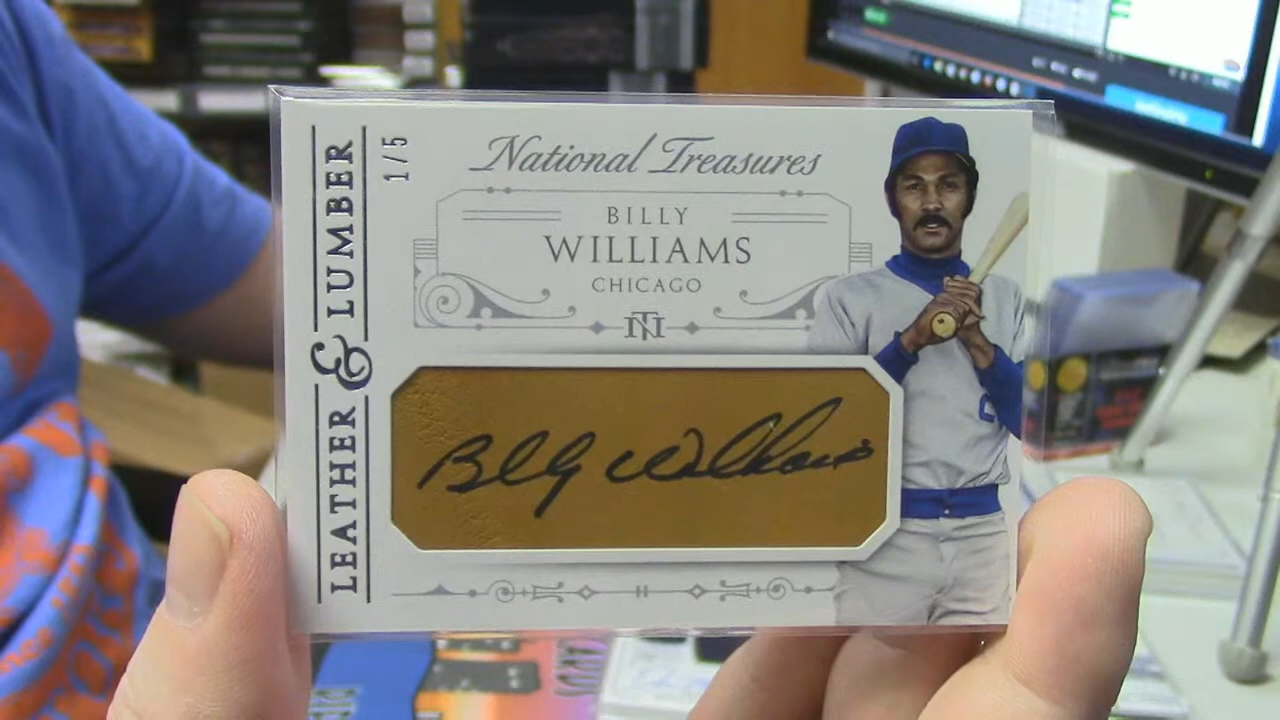 National Treasures
BILLY
WILLIAMS
CHICAGO
NT
LEATHER & LUMBER
1/5
Billy Williams